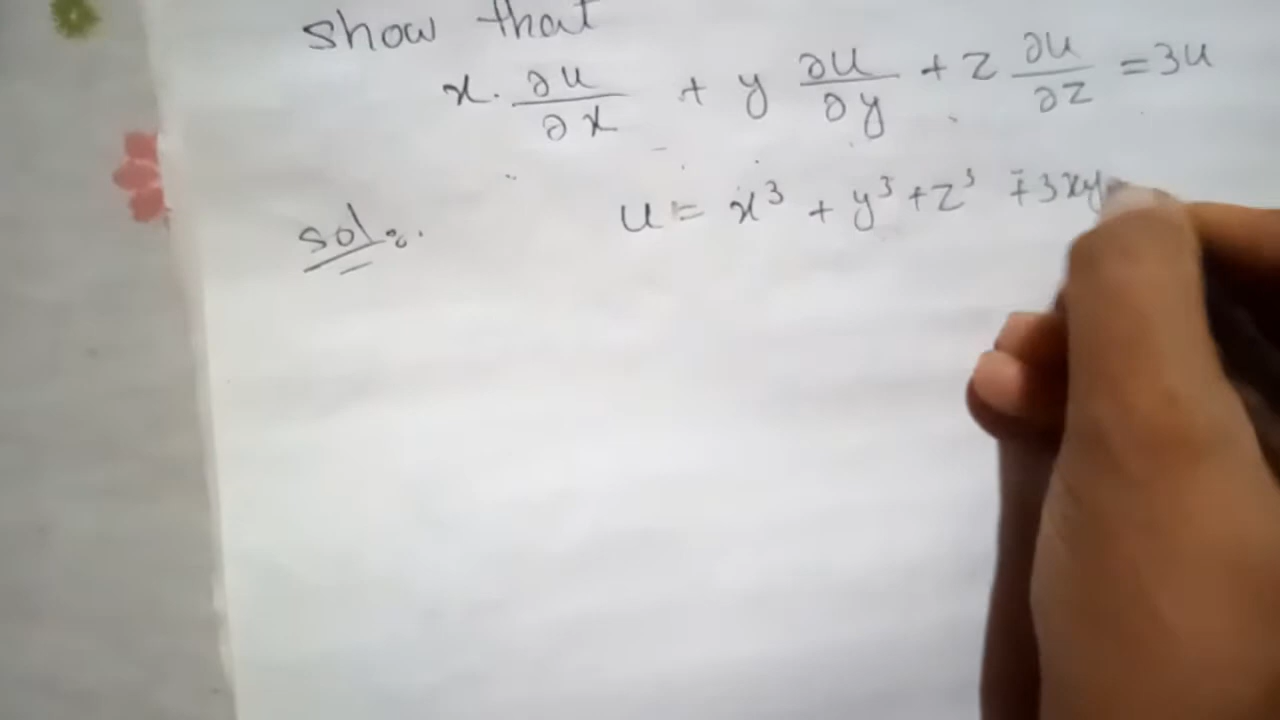 show that
x. ∂u/∂x + y ∂u/∂y + z ∂u/∂z = 3u
Sol:. u = x³ + y³ + z³ ∓ 3xy